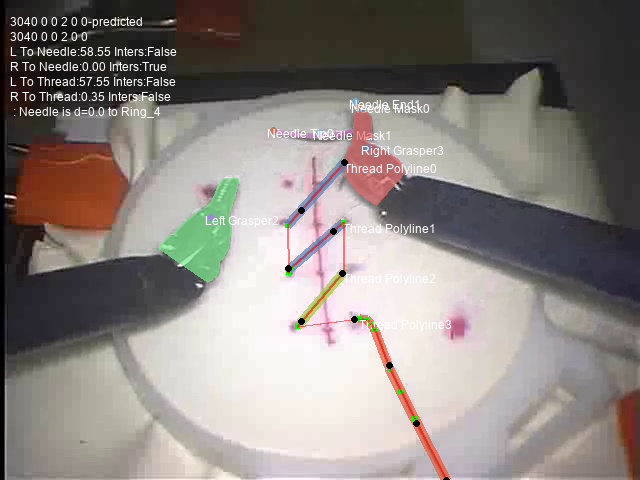 3040 0 0 2 0 0-predicted
3040 0 0 2 0 0
L To Needle:58.55 Inters:False
R To Needle:0.00 Inters:True
L To Thread:57.55 Inters:False
R To Thread:0.35 Inters:False
: Needle is d=0.0 to Ring_4
Needle End1
Needle Mask0
Needle Tip0
Needle Mask1
Right Grasper3
Thread Polyline0
Left Grasper2
Thread Polyline1
Thread Polyline2
Thread Polyline3